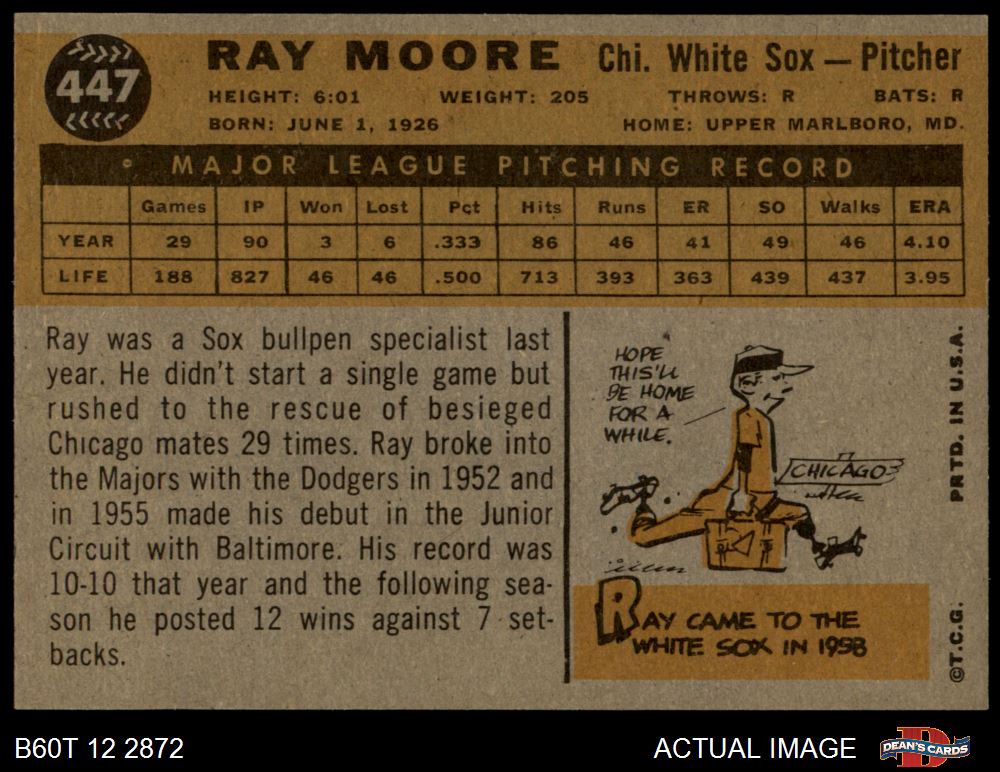 447
RAY MOORE Chi. White Sox — Pitcher
HEIGHT: 6:01 WEIGHT: 205 THROWS: R BATS: R
BORN: JUNE 1, 1926 HOME: UPPER MARLBORO, MD.
MAJOR LEAGUE PITCHING RECORD
Games IP Won Lost Pct Hits Runs ER SO Walks ERA
YEAR 29 90 3 6 .333 86 46 41 49 46 4.10
LIFE 188 827 46 46 .500 713 393 363 439 437 3.95
Ray was a Sox bullpen specialist last
year. He didn't start a single game but
rushed to the rescue of besieged
Chicago mates 29 times. Ray broke into
the Majors with the Dodgers in 1952 and
in 1955 made his debut in the Junior
Circuit with Baltimore. His record was
10-10 that year and the following sea-
son he posted 12 wins against 7 set-
backs.
HOPE
THIS'LL
BE HOME
FOR A
WHILE.
CHICAGO
RAY CAME TO THE
WHITE SOX IN 1958
©T.C.G. PRTD. IN U.S.A.
B60T 12 2872 ACTUAL IMAGE
D
DEAN'S CARDS